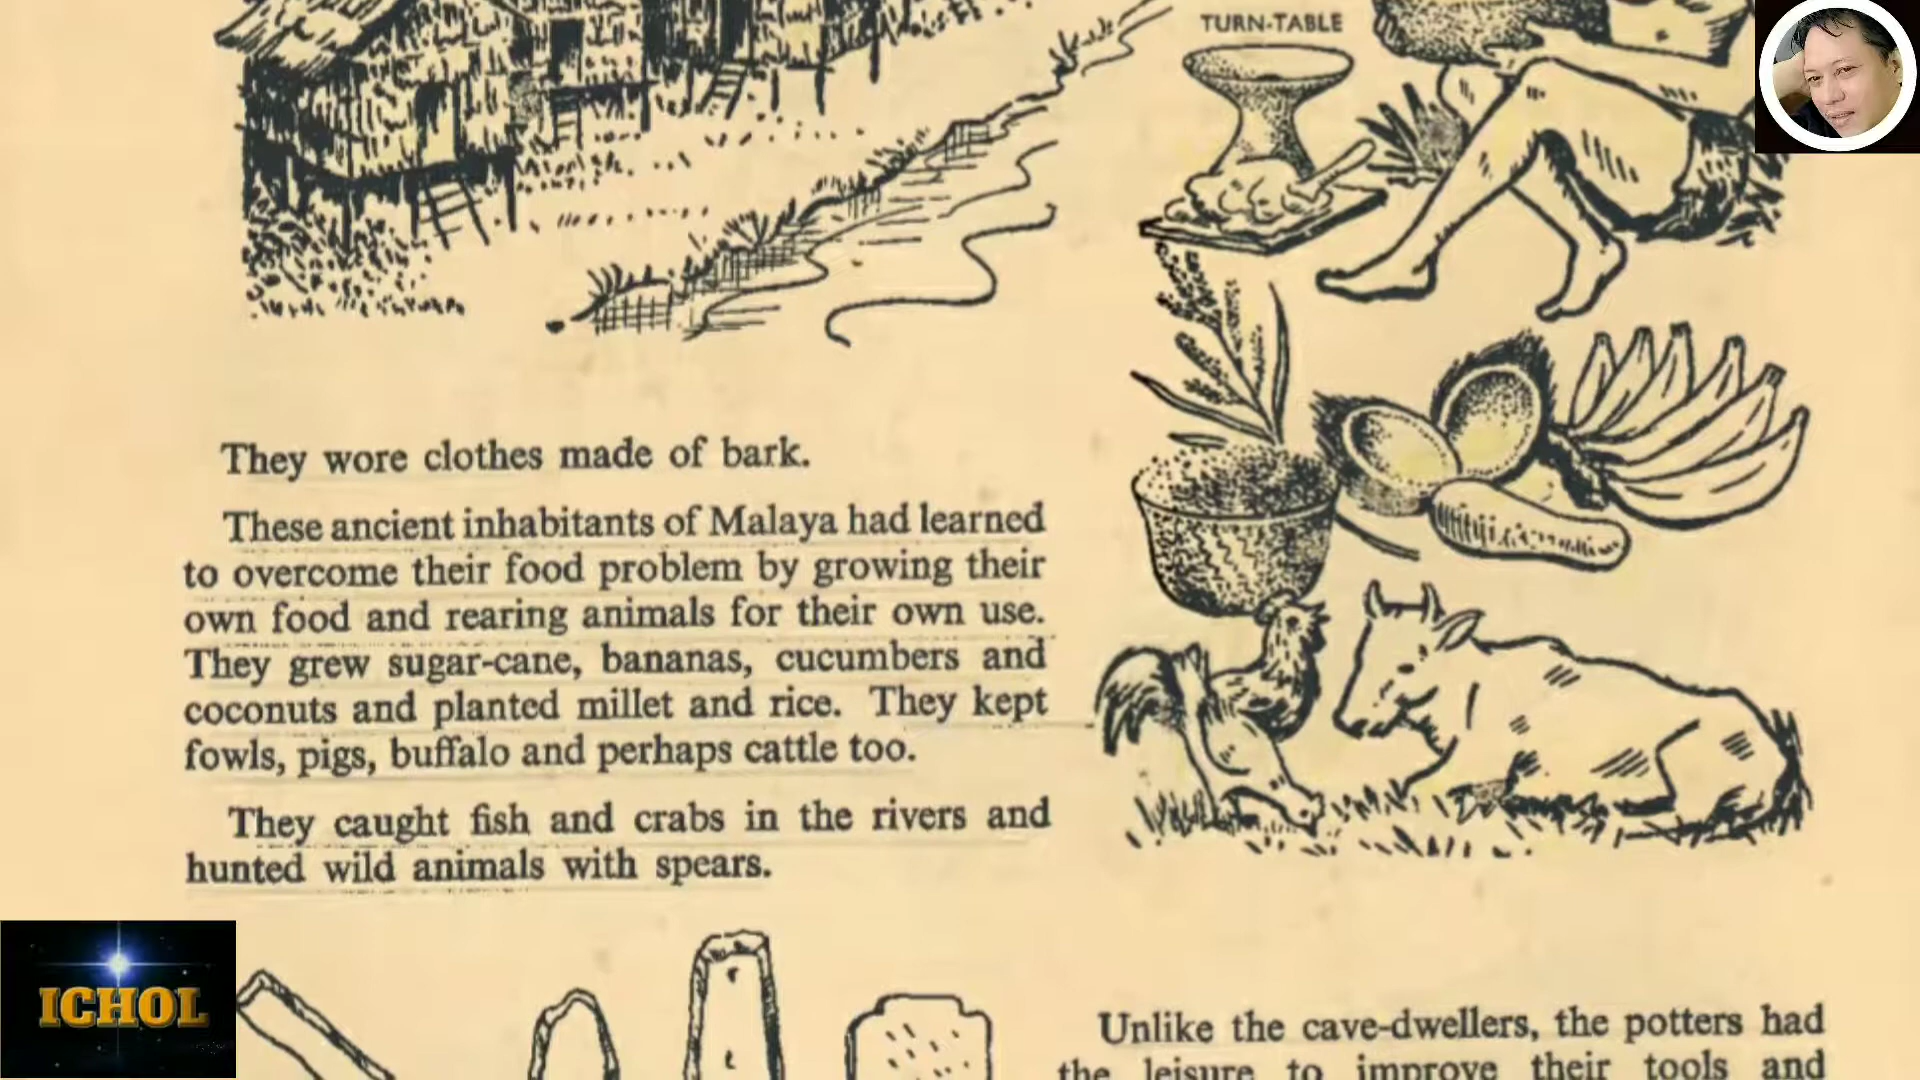 TURN-TABLE
They wore clothes made of bark.
These ancient inhabitants of Malaya had learned
to overcome their food problem by growing their
own food and rearing animals for their own use.
They grew sugar-cane, bananas, cucumbers and
coconuts and planted millet and rice. They kept
fowls, pigs, buffalo and perhaps cattle too.
They caught fish and crabs in the rivers and
hunted wild animals with spears.
Unlike the cave-dwellers, the potters had
the leisure to improve their tools and
ICHOL